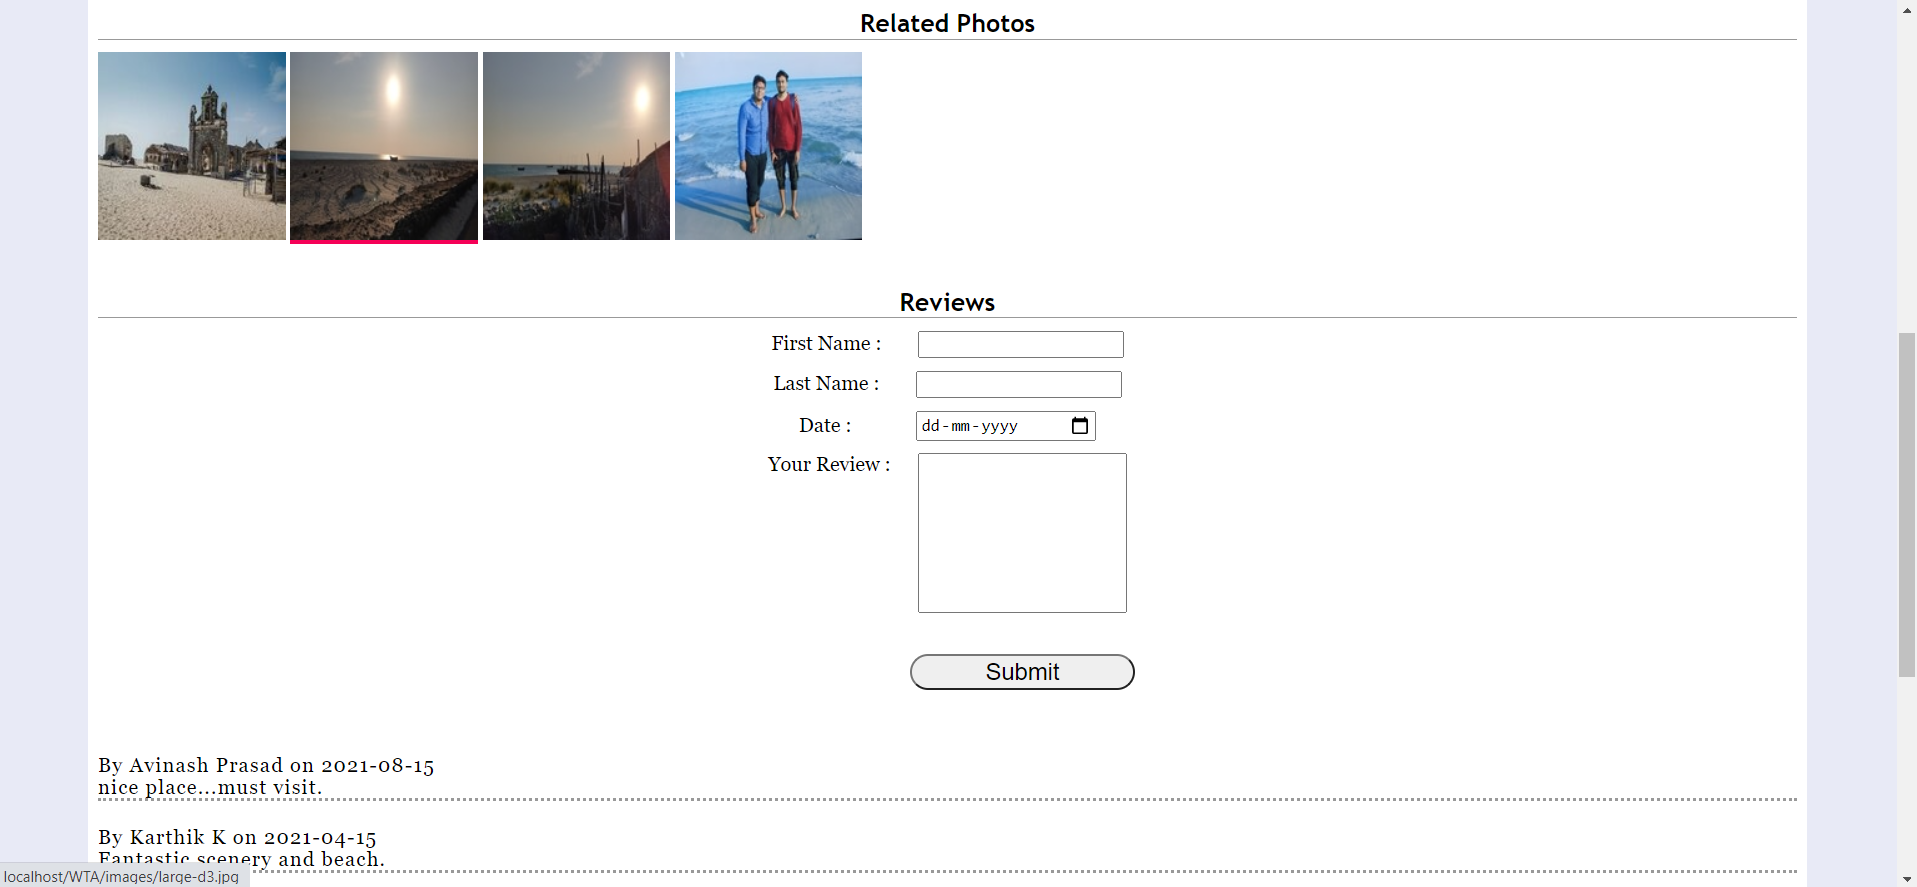 Related Photos
Reviews
First Name :
Last Name :
Date :
dd-mm-yyyy
Your Review :
Submit
By Avinash Prasad on 2021-08-15
nice place...must visit.
By Karthik K on 2021-04-15
Fantastic scenery and beach.
localhost/WTA/images/large-d3.jpg